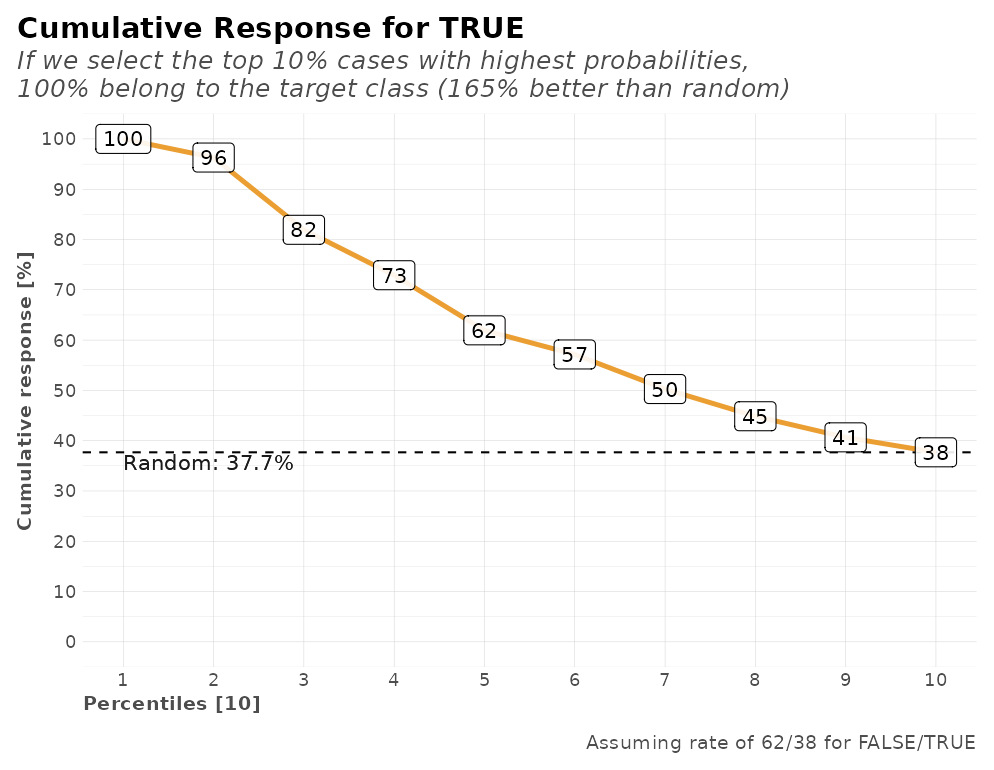 Cumulative Response for TRUE
If we select the top 10% cases with highest probabilities,
100% belong to the target class (165% better than random)
Cumulative response [%]
100
90
80
70
60
50
40
30
20
10
0
100
96
82
73
62
57
50
45
41
38
Random: 37.7%
1 2 3 4 5 6 7 8 9 10
Percentiles [10]
Assuming rate of 62/38 for FALSE/TRUE